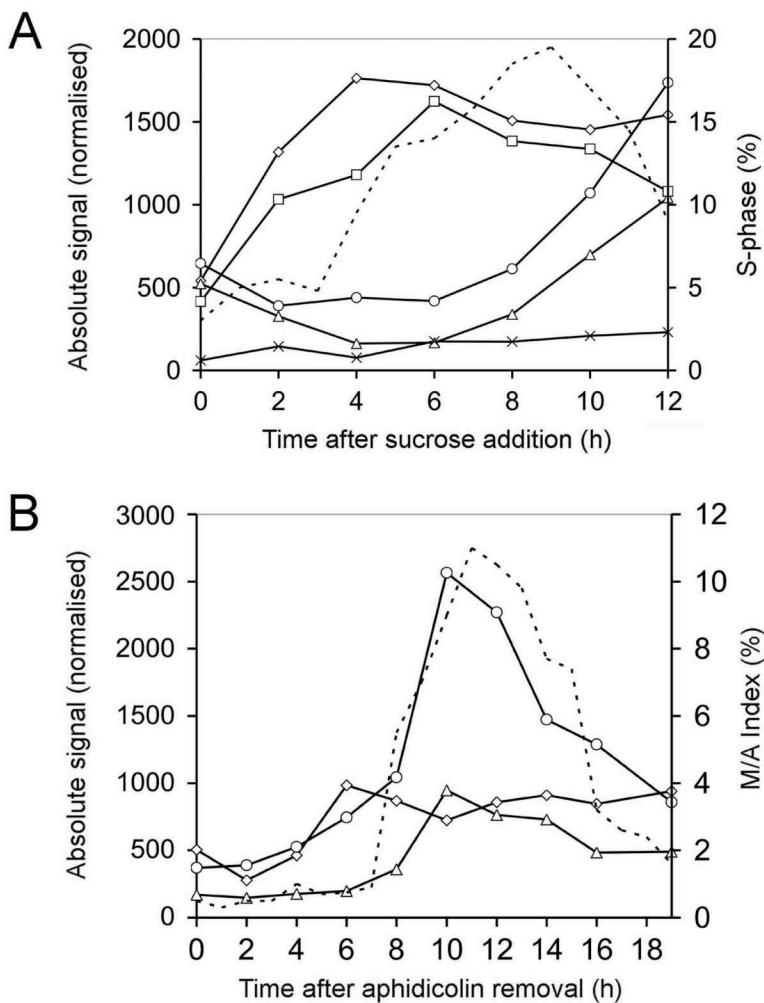 A
Absolute signal (normalised)
2000
1500
1000
500
0
20
15
10
5
0
S-phase (%)
0 2 4 6 8 10 12
Time after sucrose addition (h)
B
Absolute signal (normalised)
3000
2500
2000
1500
1000
500
0
12
10
8
6
4
2
0
M/A Index (%)
0 2 4 6 8 10 12 14 16 18
Time after aphidicolin removal (h)